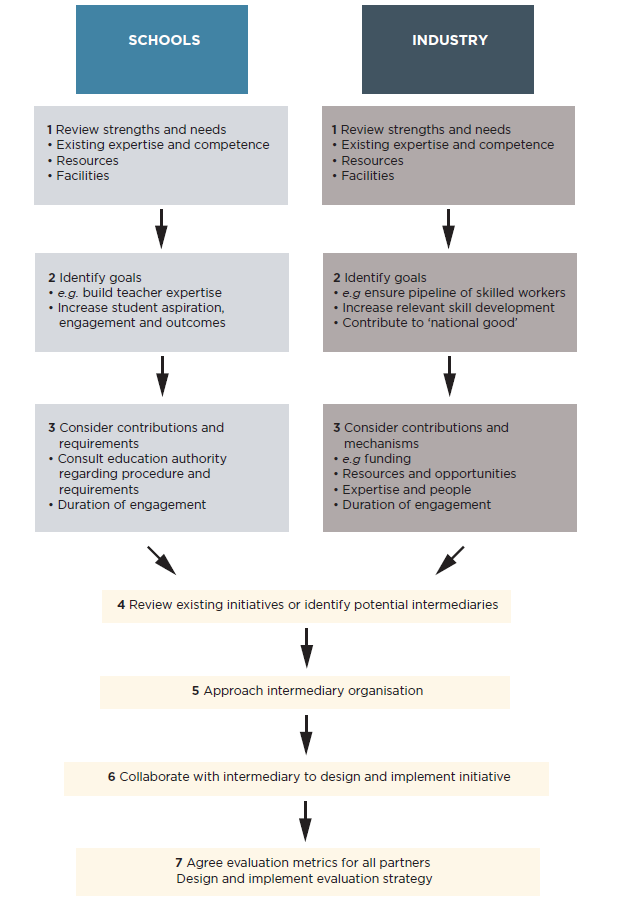 SCHOOLS
INDUSTRY
1 Review strengths and needs
• Existing expertise and competence
• Resources
• Facilities
1 Review strengths and needs
• Existing expertise and competence
• Resources
• Facilities
2 Identify goals
• e.g. build teacher expertise
• Increase student aspiration,
engagement and outcomes
2 Identify goals
• e.g ensure pipeline of skilled workers
• Increase relevant skill development
• Contribute to ‘national good’
3 Consider contributions and
requirements
• Consult education authority
regarding procedure and
requirements
• Duration of engagement
3 Consider contributions and
mechanisms
• e.g funding
• Resources and opportunities
• Expertise and people
• Duration of engagement
4 Review existing initiatives or identify potential intermediaries
5 Approach intermediary organisation
6 Collaborate with intermediary to design and implement initiative
7 Agree evaluation metrics for all partners
Design and implement evaluation strategy